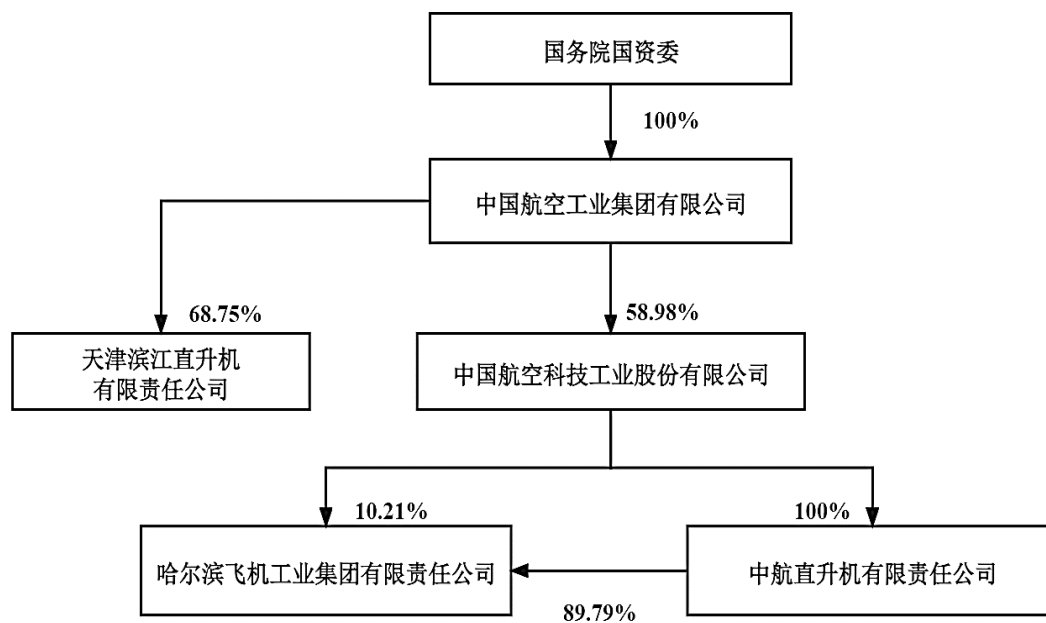 国务院国资委
100%
中国航空工业集团有限公司
68.75%
58.98%
天津滨江直升机
有限责任公司
中国航空科技工业股份有限公司
10.21%
100%
哈尔滨飞机工业集团有限责任公司
中航直升机有限责任公司
89.79%